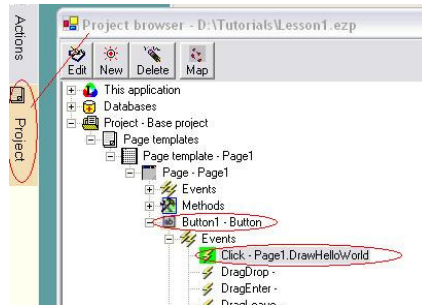 Actions
Project
Project browser - D:\Tutorials\Lesson1.ezp
Edit New Delete Map
This application
Databases
Project - Base project
Page templates
Page template - Page1
Page - Page1
Events
Methods
Button1 - Button
Events
Click - Page1.DrawHelloWorld
DragDrop -
DragEnter -
DragLeave -